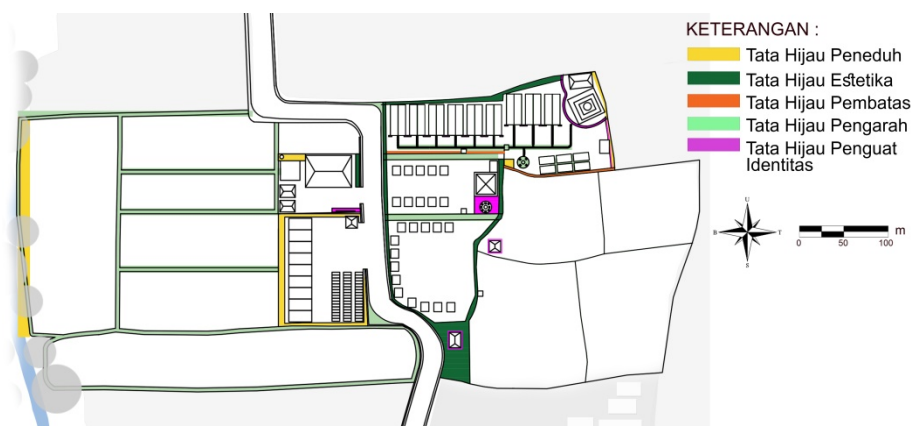 KETERANGAN :
Tata Hijau Peneduh
Tata Hijau Estetika
Tata Hijau Pembatas
Tata Hijau Pengarah
Tata Hijau Penguat
Identitas
U
B T
S
0 50 100 m